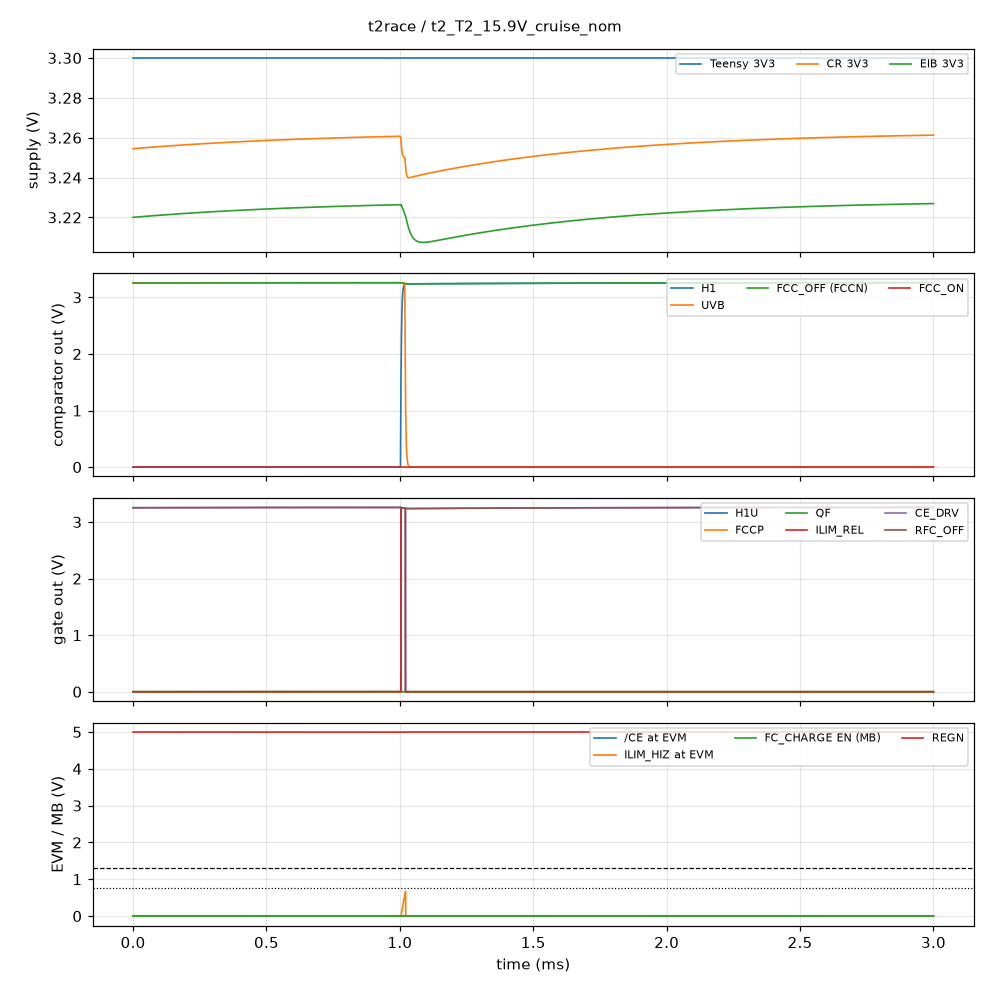 t2race / t2_T2_15.9V_cruise_nom
supply (V)
3.30
3.28
3.26
3.24
3.22
Teensy 3V3 CR 3V3 EIB 3V3
comparator out (V)
3
2
1
0
H1 FCC_OFF (FCCN) FCC_ON
UVB
gate out (V)
3
2
1
0
H1U QF CE_DRV
FCCP ILIM_REL RFC_OFF
EVM / MB (V)
5
4
3
2
1
0
/CE at EVM FC_CHARGE EN (MB) REGN
ILIM_HIZ at EVM
0.0 0.5 1.0 1.5 2.0 2.5 3.0
time (ms)